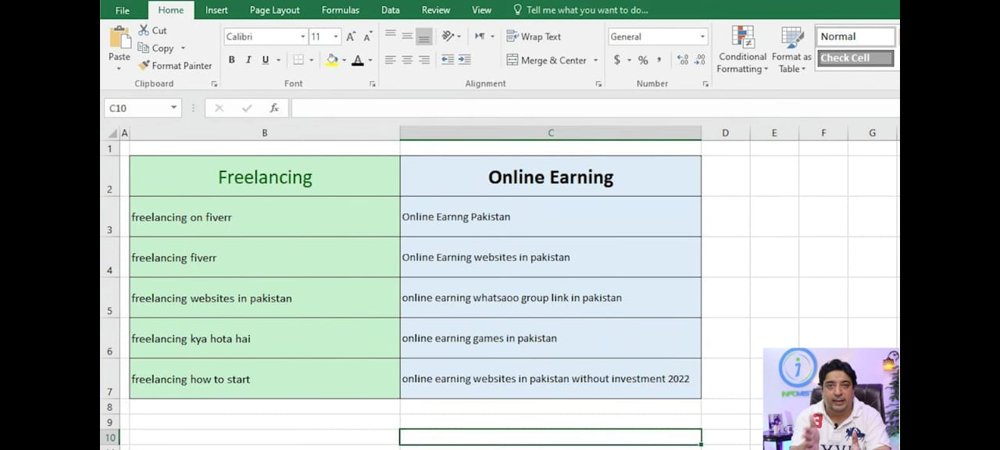 File Home Insert Page Layout Formulas Data Review View Tell me what you want to do...
Cut
Copy
Format Painter
Paste
Clipboard
Calibri 11
B I U A
Font
Wrap Text
Merge & Center
Alignment
General
$ %
Number
Conditional Formatting
Format as Table
Normal
Check Cell
C10
fx
A B C D E F G
1
2 Freelancing Online Earning
3 freelancing on fiverr Online Earnng Pakistan
4 freelancing fiverr Online Earning websites in pakistan
5 freelancing websites in pakistan online earning whatsaoo group link in pakistan
6 freelancing kya hota hai online earning games in pakistan
7 freelancing how to start online earning websites in pakistan without investment 2022
8
9
10
i
3